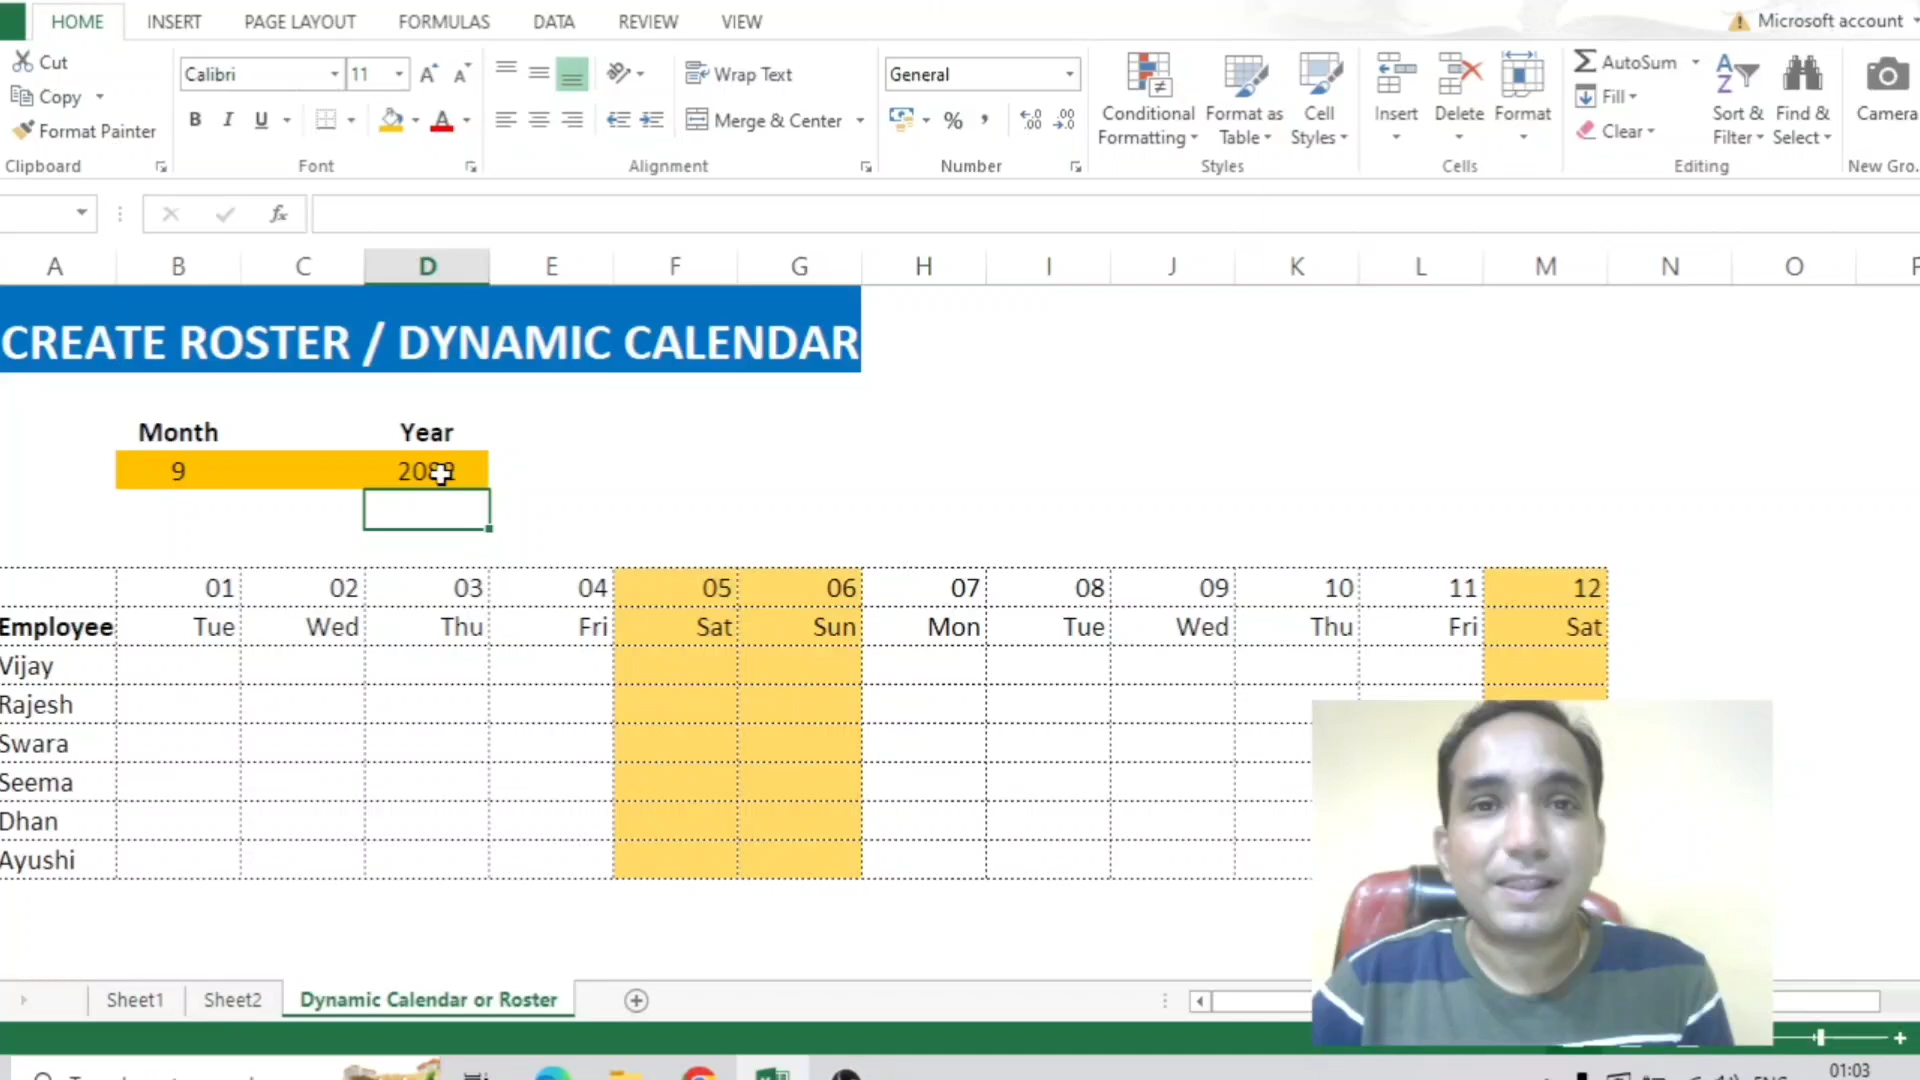 HOME INSERT PAGE LAYOUT FORMULAS DATA REVIEW VIEW Microsoft account
Cut
Copy
Format Painter
Clipboard
Calibri 11
B I U A
Font
Wrap Text
Merge & Center
Alignment
General
%
Number
Conditional Formatting
Format as Table
Cell Styles
Styles
Insert Delete Format
Cells
AutoSum
Fill
Clear
Sort & Filter
Find & Select
Editing
Camera
New Gro..
fx
A B C D E F G H I J K L M N O
CREATE ROSTER / DYNAMIC CALENDAR
Month Year
9
01 02 03 04 05 06 07 08 09 10 11 12
Employee Tue Wed Thu Fri Sat Sun Mon Tue Wed Thu Fri Sat
Vijay
Rajesh
Swara
Seema
Dhan
Ayushi
Sheet1 Sheet2 Dynamic Calendar or Roster
01:03